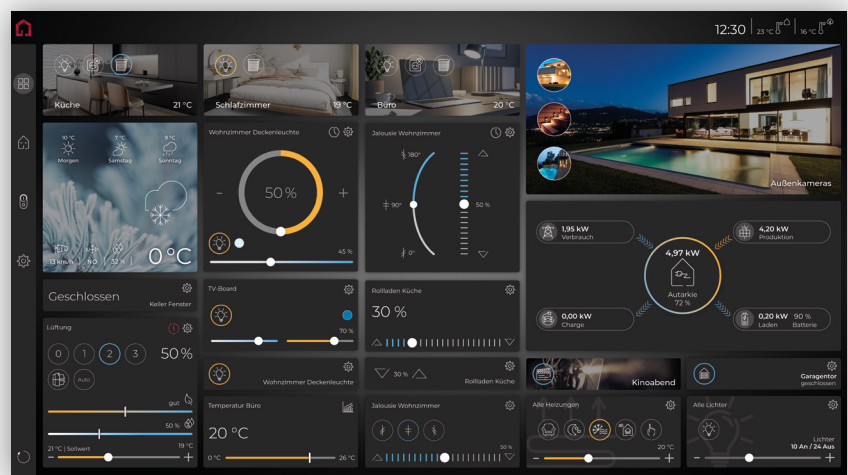 12:30
23 °C
16 °C
Küche
21 °C
Schlafzimmer
19 °C
Büro
20 °C
Außenkameras
10 °C
7 °C
9 °C
Morgen
Samstag
Sonntag
13 km/h
NO
32 %
0 °C
Wohnzimmer Deckenleuchte
50 %
-
+
45 %
Jalousie Wohnzimmer
180°
90°
0°
50 %
1,95 kW
Verbrauch
4,20 kW
Produktion
4,97 kW
Autarkie
72 %
0,00 kW
Charge
0,20 kW 90 %
Laden Batterie
Geschlossen
Keller Fenster
TV-Board
70 %
Rollladen Küche
30 %
Lüftung
0
1
2
3
50 %
Auto
gut
50 %
21 °C | Sollwert
19 °C
-
+
Wohnzimmer Deckenleuchte
30 %
Rollladen Küche
Kinoabend
Garagentor
geschlossen
Temperatur Büro
20 °C
0 °C
26 °C
Jalousie Wohnzimmer
50 %
Alle Heizungen
20 °C
-
+
Alle Lichter
Lichter
10 An / 24 Aus
-
+